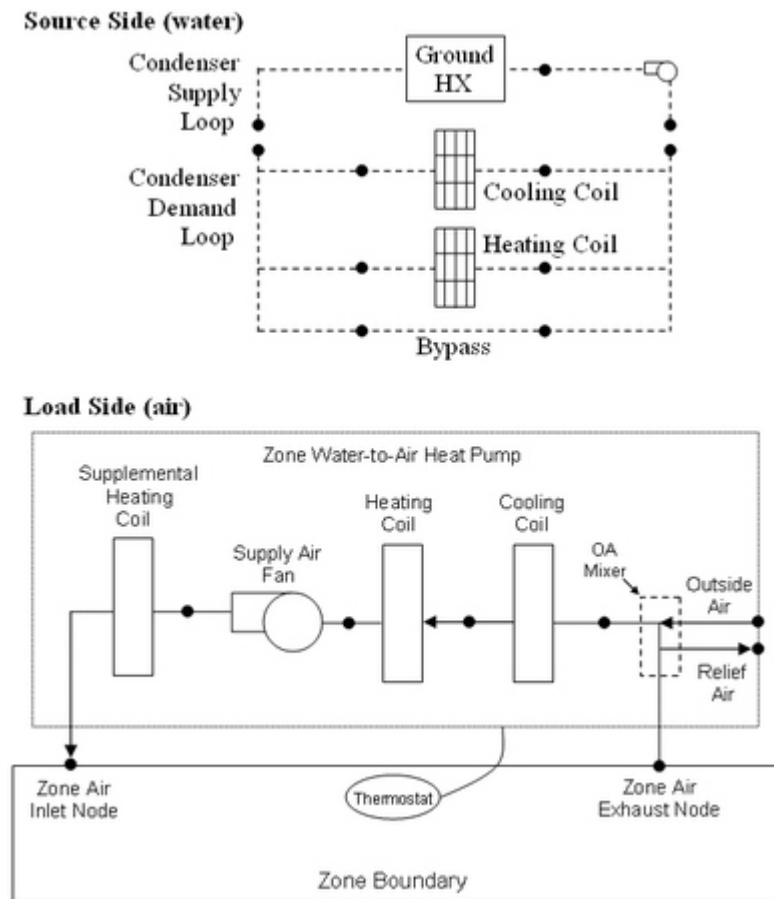 Source Side (water)
Condenser
Supply
Loop
Ground
HX
Condenser
Demand
Loop
Cooling Coil
Heating Coil
Bypass
Load Side (air)
Zone Water-to-Air Heat Pump
Supplemental
Heating
Coil
Supply Air
Fan
Heating
Coil
Cooling
Coil
OA
Mixer
Outside
Air
Relief
Air
Zone Air
Inlet Node
Thermostat
Zone Air
Exhaust Node
Zone Boundary